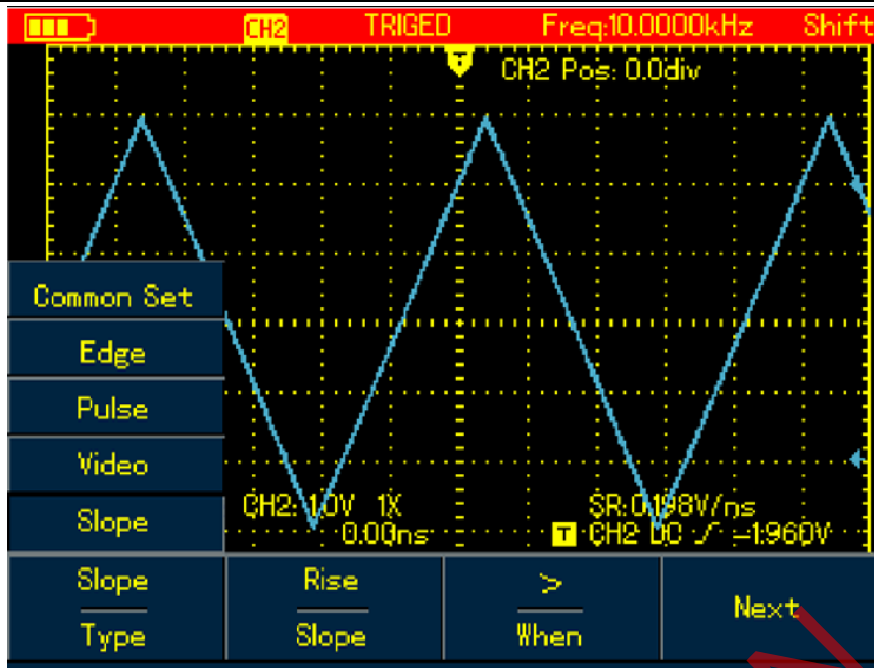 CH2 TRIGED Freq:10.0000kHz Shift
T
CH2 Pos: 0.0div
Common Set
Edge
Pulse
Video
Slope
CH2: 1.0V 1X SR:0.198V/ns
0.00ns T CH2 DC -1.960V
Slope Rise > Next
Type Slope When